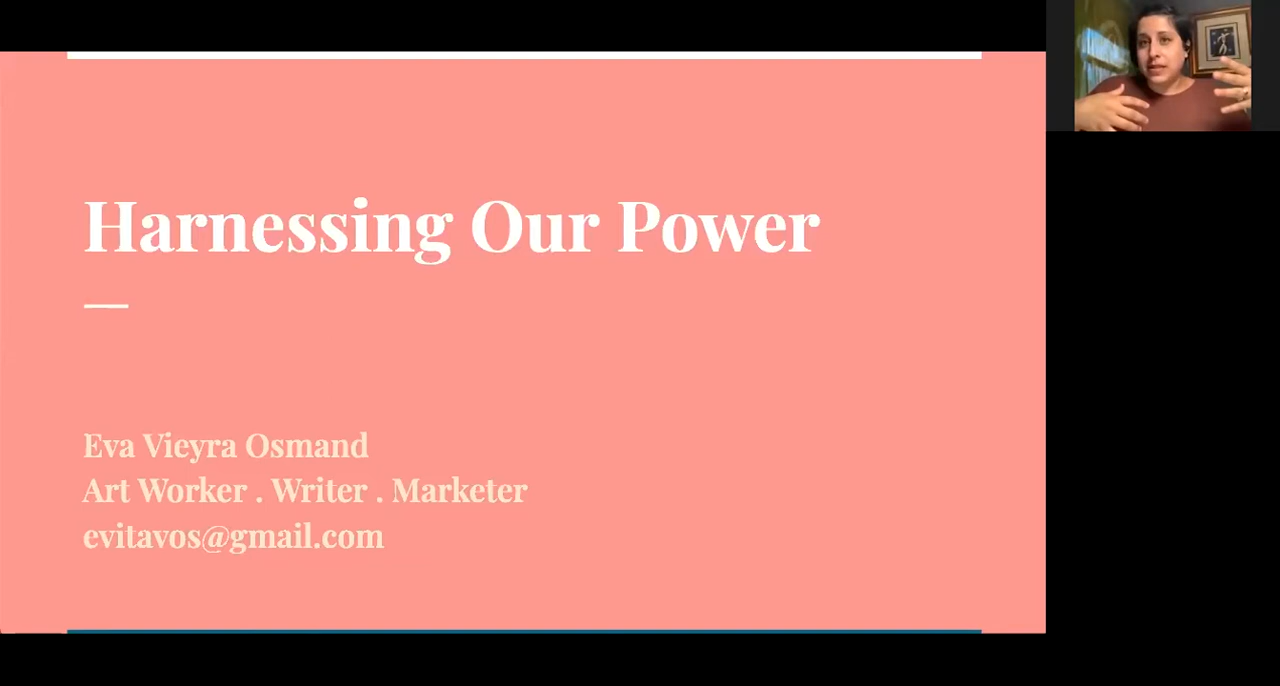 Harnessing Our Power
Eva Vieyra Osmand
Art Worker . Writer . Marketer
evitavos@gmail.com